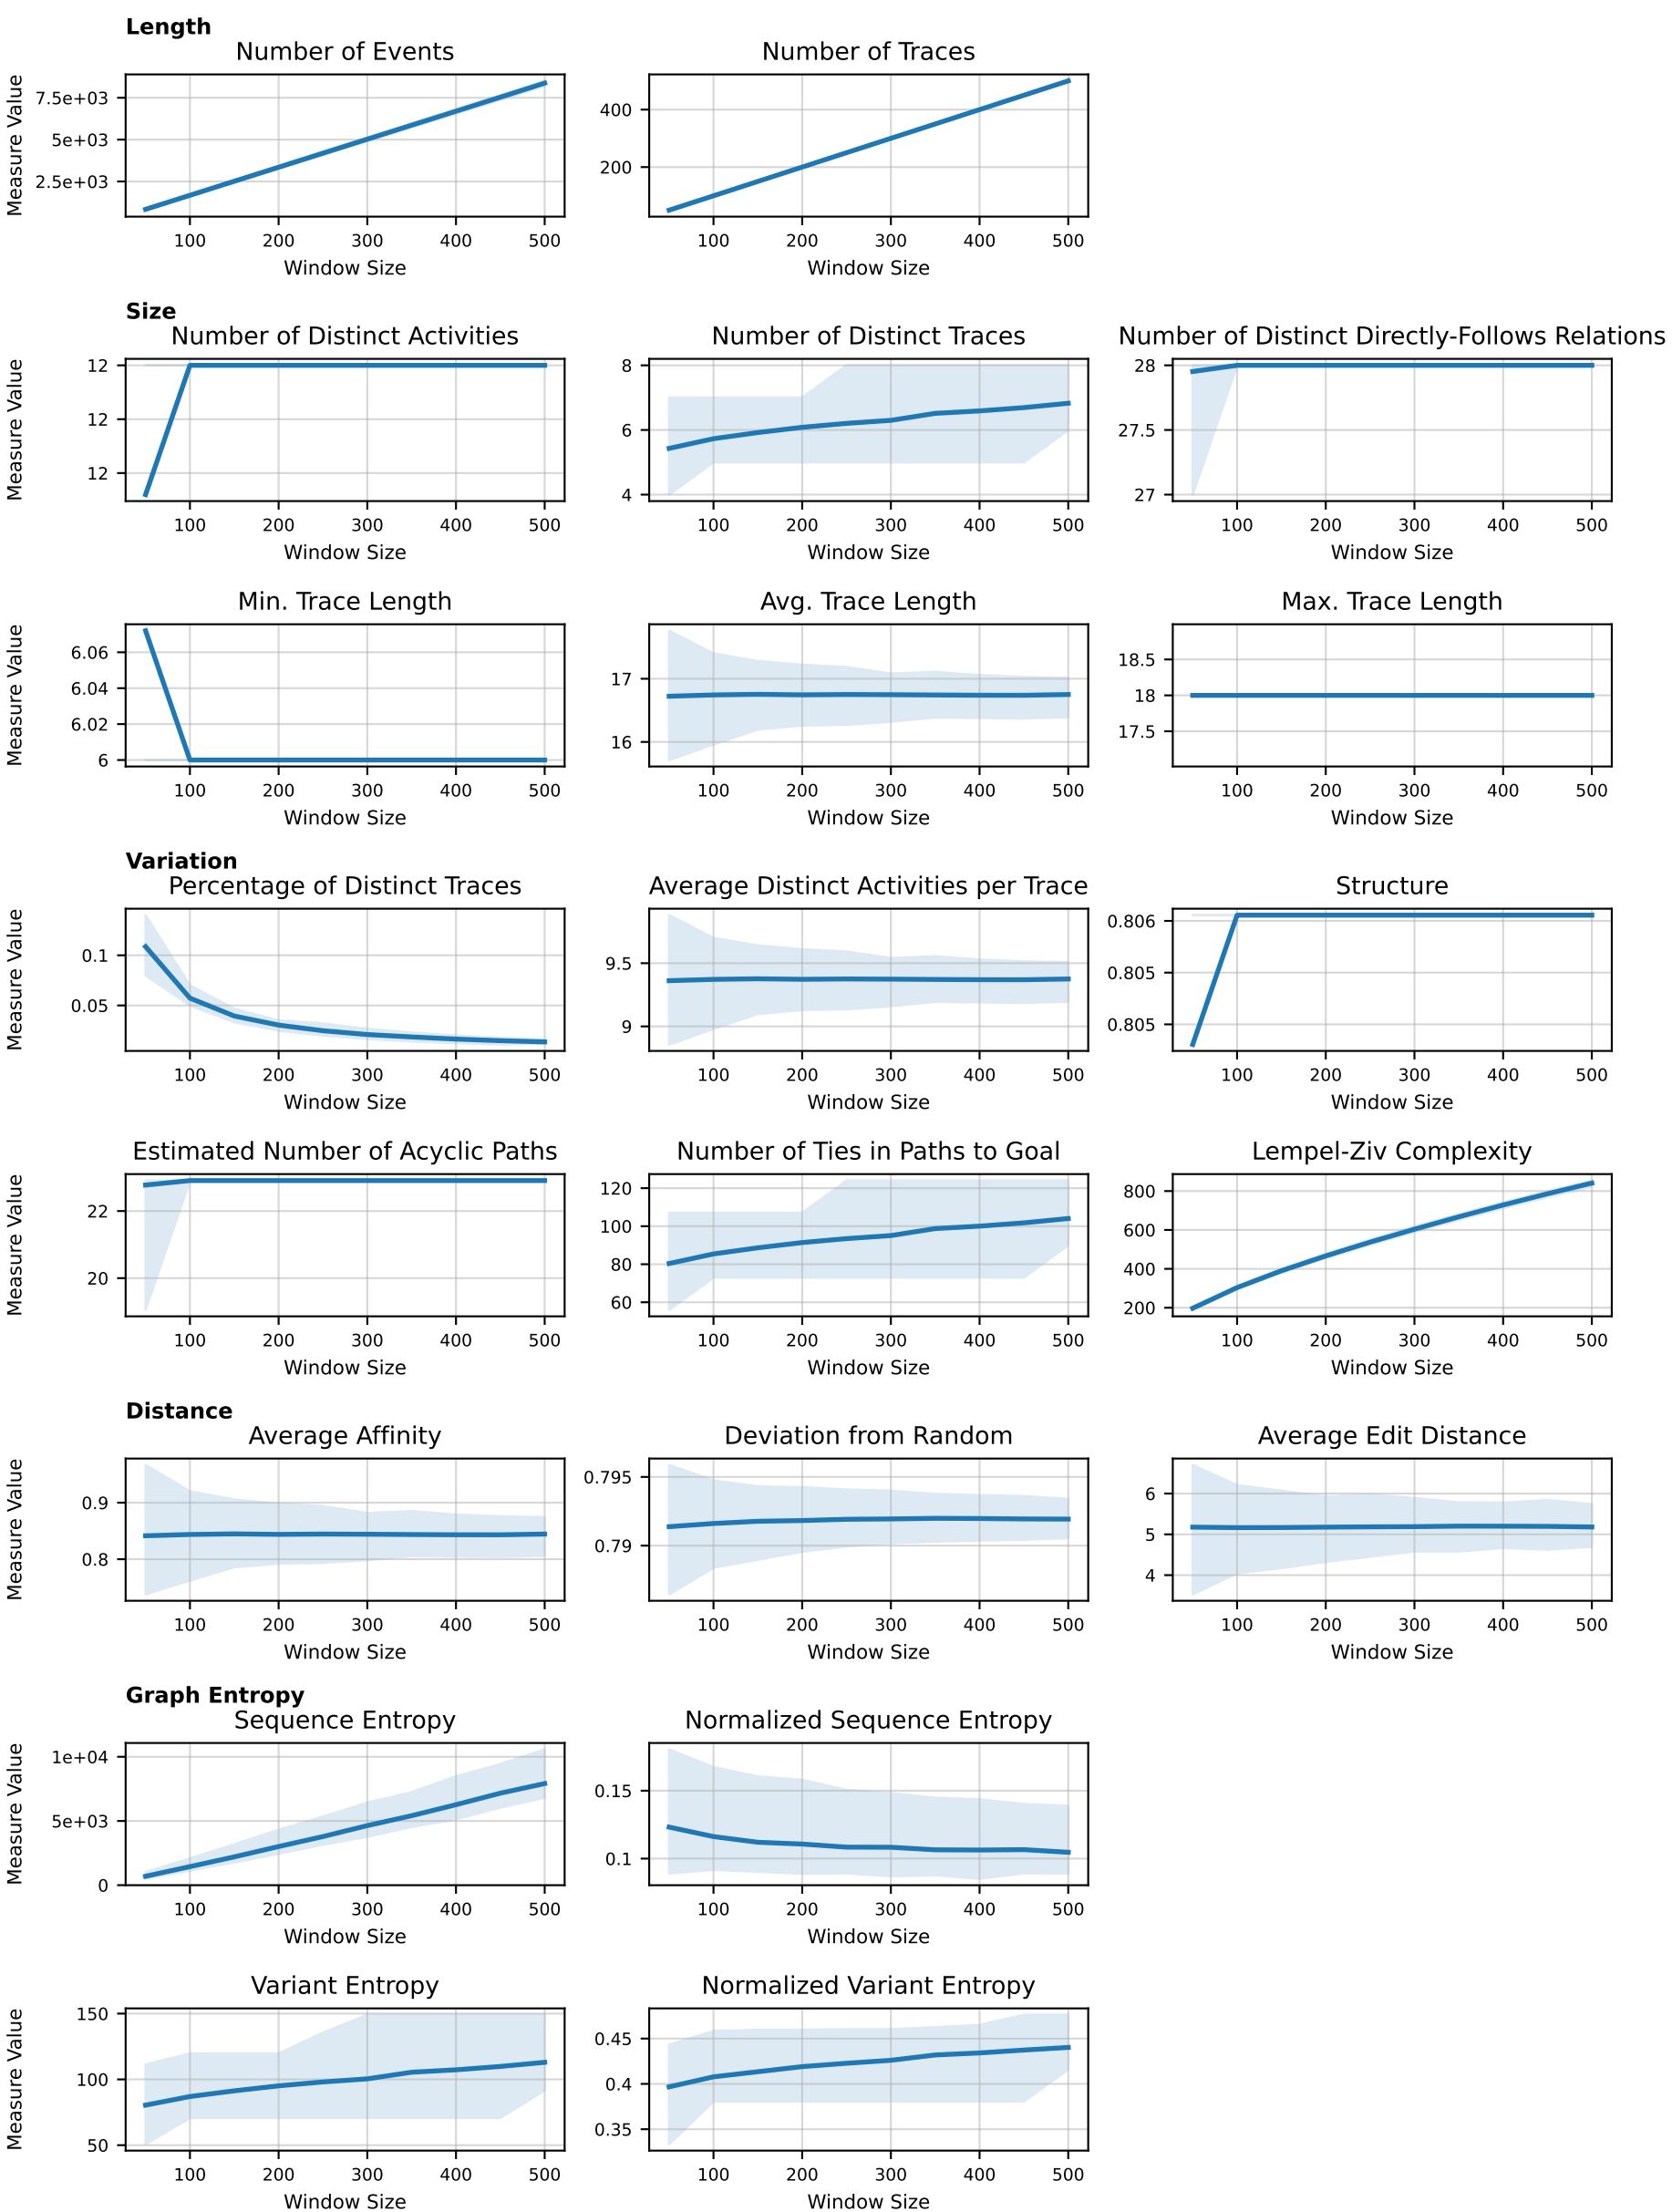 Length
Number of Events
Number of Traces
Measure Value
7.5e+03
5e+03
2.5e+03
100 200 300 400 500
Window Size
400
200
100 200 300 400 500
Window Size
Size
Number of Distinct Activities
Number of Distinct Traces
Number of Distinct Directly-Follows Relations
Measure Value
12
12
12
100 200 300 400 500
Window Size
8
6
4
100 200 300 400 500
Window Size
28
27.5
27
100 200 300 400 500
Window Size
Min. Trace Length
Avg. Trace Length
Max. Trace Length
Measure Value
6.06
6.04
6.02
6
100 200 300 400 500
Window Size
17
16
100 200 300 400 500
Window Size
18.5
18
17.5
100 200 300 400 500
Window Size
Variation
Percentage of Distinct Traces
Average Distinct Activities per Trace
Structure
Measure Value
0.1
0.05
100 200 300 400 500
Window Size
9.5
9
100 200 300 400 500
Window Size
0.806
0.805
0.805
100 200 300 400 500
Window Size
Estimated Number of Acyclic Paths
Number of Ties in Paths to Goal
Lempel-Ziv Complexity
Measure Value
22
20
100 200 300 400 500
Window Size
120
100
80
60
100 200 300 400 500
Window Size
800
600
400
200
100 200 300 400 500
Window Size
Distance
Average Affinity
Deviation from Random
Average Edit Distance
Measure Value
0.9
0.8
100 200 300 400 500
Window Size
0.795
0.79
100 200 300 400 500
Window Size
6
5
4
100 200 300 400 500
Window Size
Graph Entropy
Sequence Entropy
Normalized Sequence Entropy
Measure Value
1e+04
5e+03
0
100 200 300 400 500
Window Size
0.15
0.1
100 200 300 400 500
Window Size
Variant Entropy
Normalized Variant Entropy
Measure Value
150
100
50
100 200 300 400 500
Window Size
0.45
0.4
0.35
100 200 300 400 500
Window Size